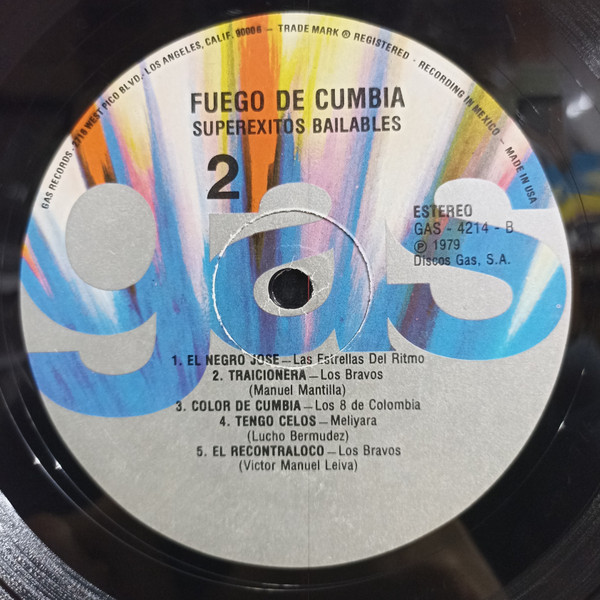 GAS RECORDS - 2718 WEST PICO BLVD., LOS ANGELES, CALIF. 90006 - TRADE MARK ® REGISTERED · RECORDING IN MEXICO - MADE IN USA
FUEGO DE CUMBIA
SUPEREXITOS BAILABLES
2
ESTEREO
GAS - 4214 - B
℗ 1979
Discos Gas, S.A.
gas
1. EL NEGRO JOSE — Las Estrellas Del Ritmo
2. TRAICIONERA — Los Bravos
(Manuel Mantilla)
3. COLOR DE CUMBIA — Los 8 de Colombia
4. TENGO CELOS — Meliyara
(Lucho Bermudez)
5. EL RECONTRALOCO — Los Bravos
(Victor Manuel Leiva)